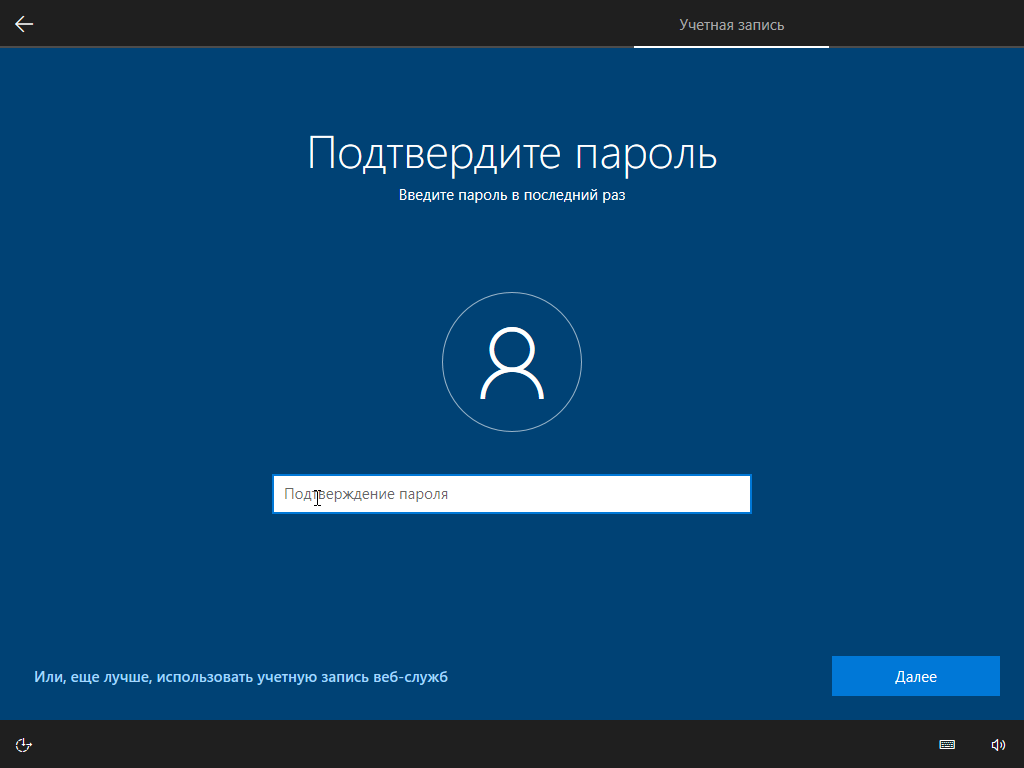 Учетная запись
Подтвердите пароль
Введите пароль в последний раз
Подтверждение пароля
Или, еще лучше, использовать учетную запись веб-служб
Далее